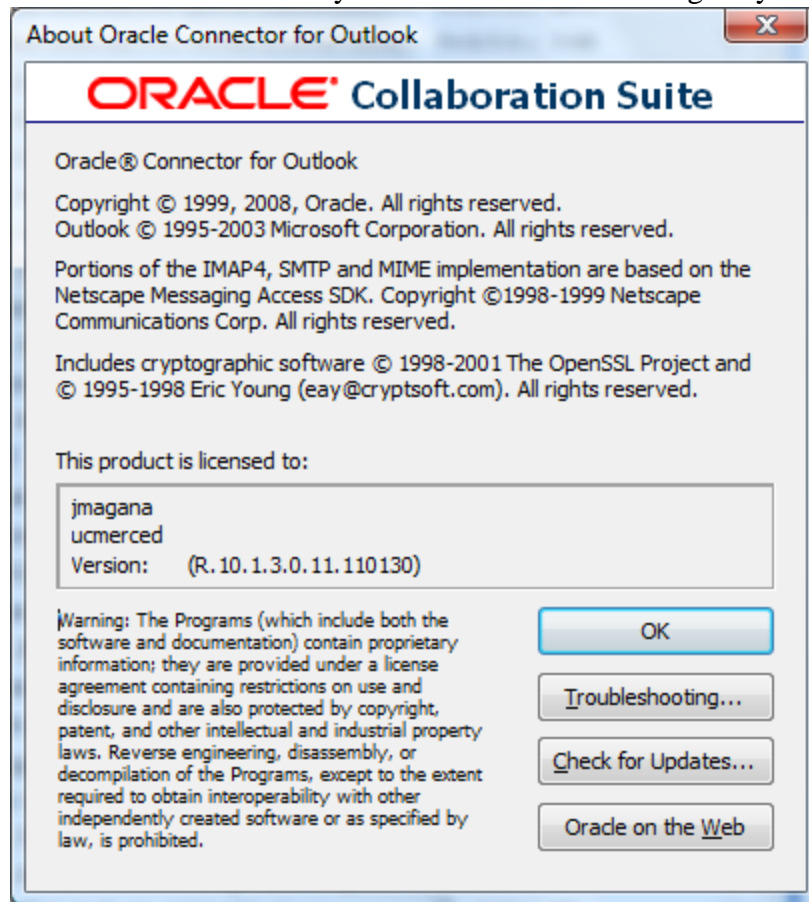 About Oracle Connector for Outlook
ORACLE Collaboration Suite
Oracle® Connector for Outlook
Copyright © 1999, 2008, Oracle. All rights reserved.
Outlook © 1995-2003 Microsoft Corporation. All rights reserved.
Portions of the IMAP4, SMTP and MIME implementation are based on the
Netscape Messaging Access SDK. Copyright ©1998-1999 Netscape
Communications Corp. All rights reserved.
Includes cryptographic software © 1998-2001 The OpenSSL Project and
© 1995-1998 Eric Young (eay@cryptsoft.com). All rights reserved.
This product is licensed to:
jmagana
ucmerced
Version: (R.10.1.3.0.11.110130)
Warning: The Programs (which include both the
software and documentation) contain proprietary
information; they are provided under a license
agreement containing restrictions on use and
disclosure and are also protected by copyright,
patent, and other intellectual and industrial property
laws. Reverse engineering, disassembly, or
decompilation of the Programs, except to the extent
required to obtain interoperability with other
independently created software or as specified by
law, is prohibited.
OK
Troubleshooting...
Check for Updates...
Oracle on the Web